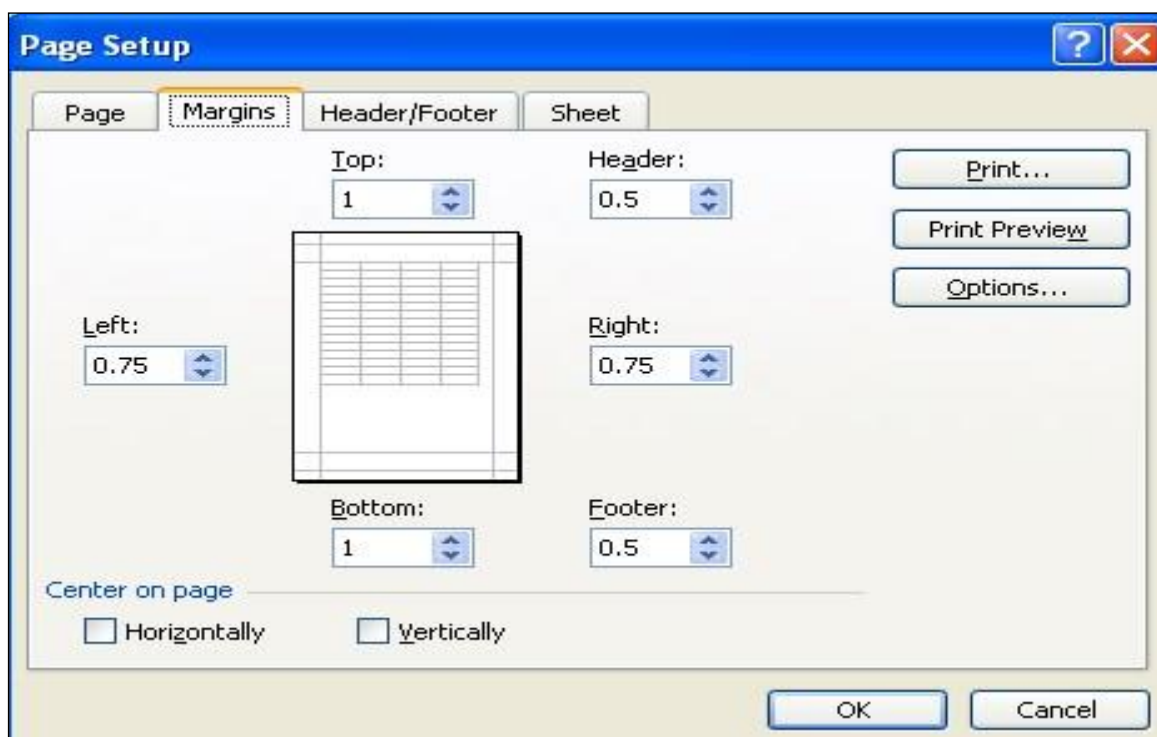 Page Setup
?
Page Margins Header/Footer Sheet
Top: Header:
1 0.5
Print...
Print Preview
Options...
Left: Right:
0.75 0.75
Bottom: Footer:
1 0.5
Center on page
Horizontally Vertically
OK Cancel